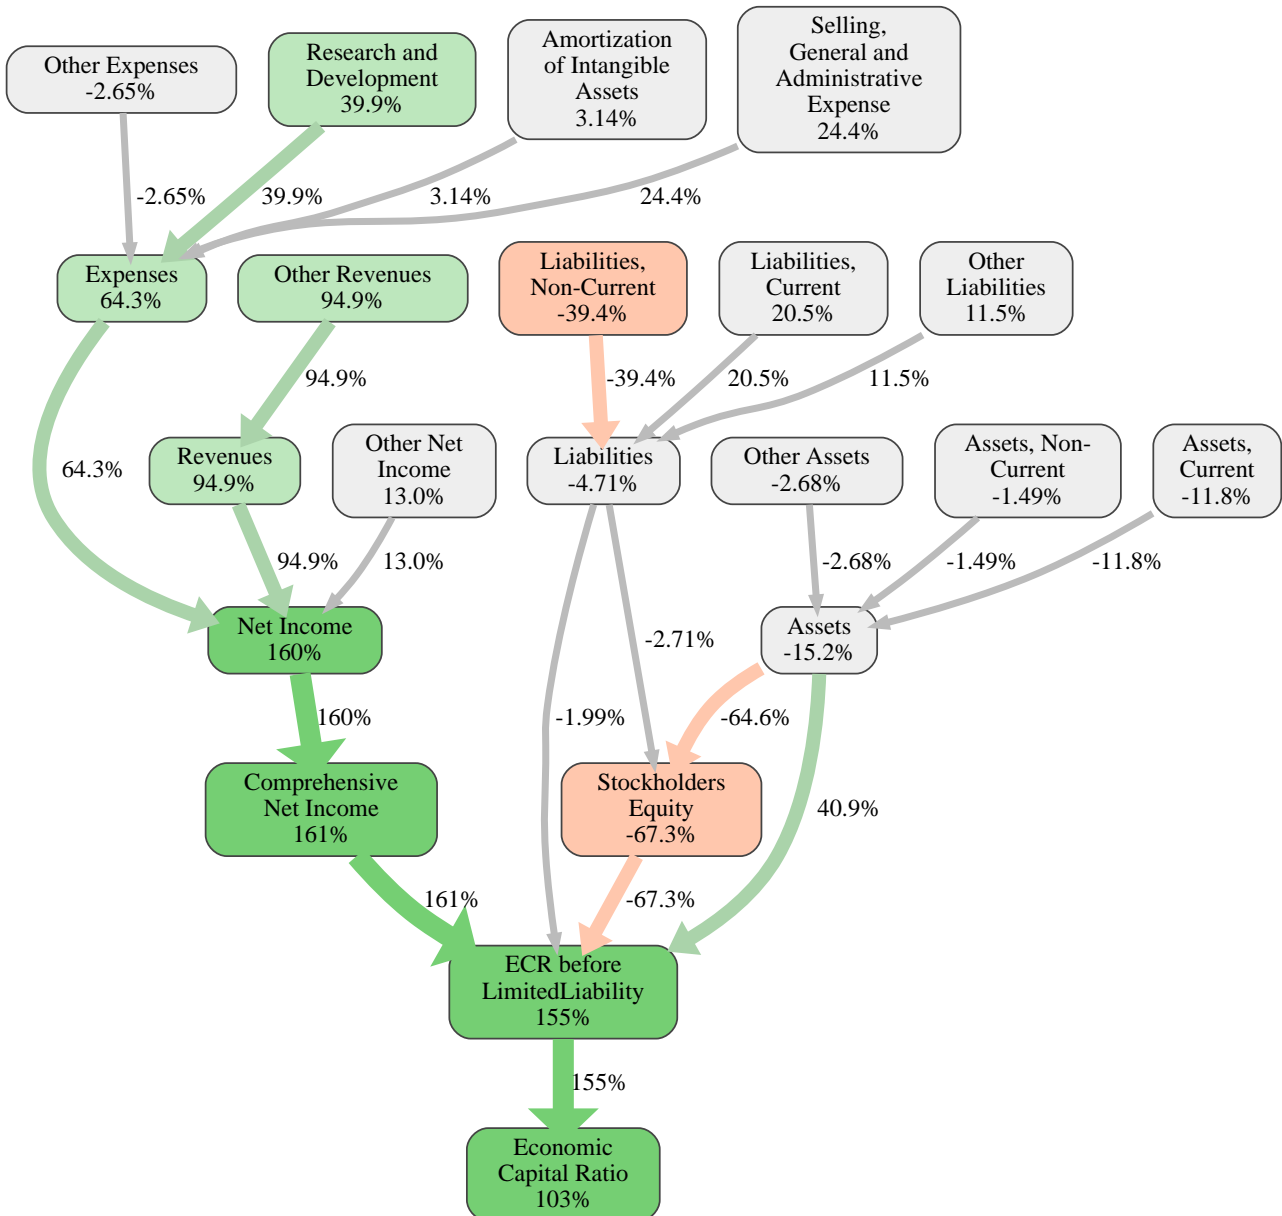 Other Expenses
-2.65%
Research and
Development
39.9%
Amortization
of Intangible
Assets
3.14%
Selling,
General and
Administrative
Expense
24.4%
-2.65%
39.9%
3.14%
24.4%
Expenses
64.3%
Other Revenues
94.9%
Liabilities,
Non-Current
-39.4%
Liabilities,
Current
20.5%
Other
Liabilities
11.5%
94.9%
-39.4%
20.5%
11.5%
64.3%
Revenues
94.9%
Other Net
Income
13.0%
Liabilities
-4.71%
Other Assets
-2.68%
Assets, Non-
Current
-1.49%
Assets,
Current
-11.8%
94.9%
13.0%
-2.68%
-1.49%
-11.8%
Net Income
160%
-2.71%
Assets
-15.2%
160%
-1.99%
-64.6%
Comprehensive
Net Income
161%
Stockholders
Equity
-67.3%
40.9%
161%
-67.3%
ECR before
LimitedLiability
155%
155%
Economic
Capital Ratio
103%